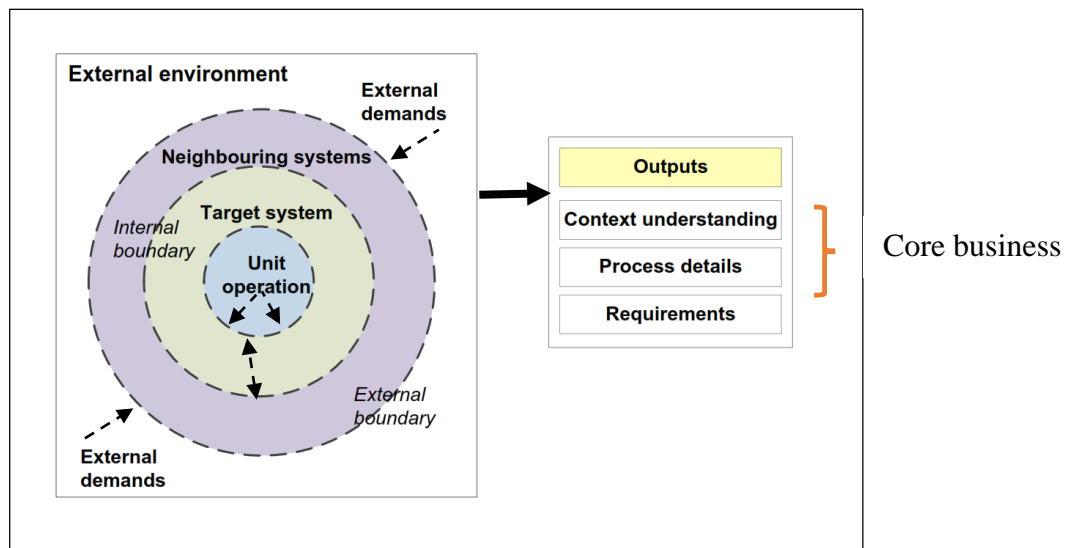 External environment
External
demands
Neighbouring systems
Target system
Internal
boundary
Unit
operation
External
boundary
External
demands
Outputs
Context understanding
Process details
Requirements
Core business